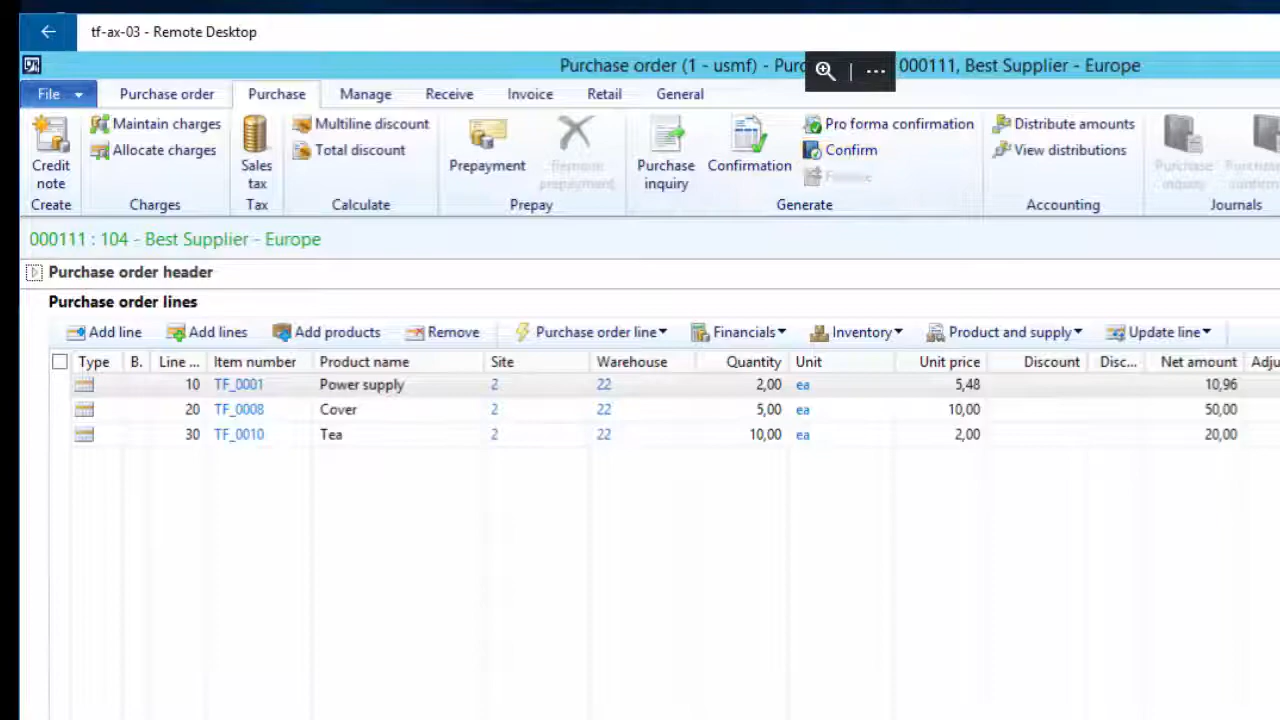 tf-ax-03 - Remote Desktop
Purchase order (1 - usmf) - Purc 000111, Best Supplier - Europe
File Purchase order Purchase Manage Receive Invoice Retail General
Maintain charges Multiline discount Pro forma confirmation Distribute amounts
Allocate charges Total discount Confirm View distributions
Credit note Sales tax Prepayment Remove prepayment Purchase inquiry Confirmation Finalize Purchase inquiry
Create Charges Tax Calculate Prepay Generate Accounting Journals
000111 : 104 - Best Supplier - Europe
Purchase order header
Purchase order lines
Add line Add lines Add products Remove Purchase order line Financials Inventory Product and supply Update line
Type B. Line ... Item number Product name Site Warehouse Quantity Unit Unit price Discount Disc... Net amount Adju
10 TF_0001 Power supply 2 22 2,00 ea 5,48 10,96
20 TF_0008 Cover 2 22 5,00 ea 10,00 50,00
30 TF_0010 Tea 2 22 10,00 ea 2,00 20,00